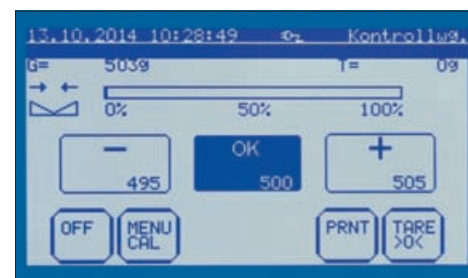 13.10.2014 10:28:49 Kontrollwg.
G= 503g T= 0g
0% 50% 100%
− OK +
495 500 505
OFF MENU CAL PRNT TARE >0<